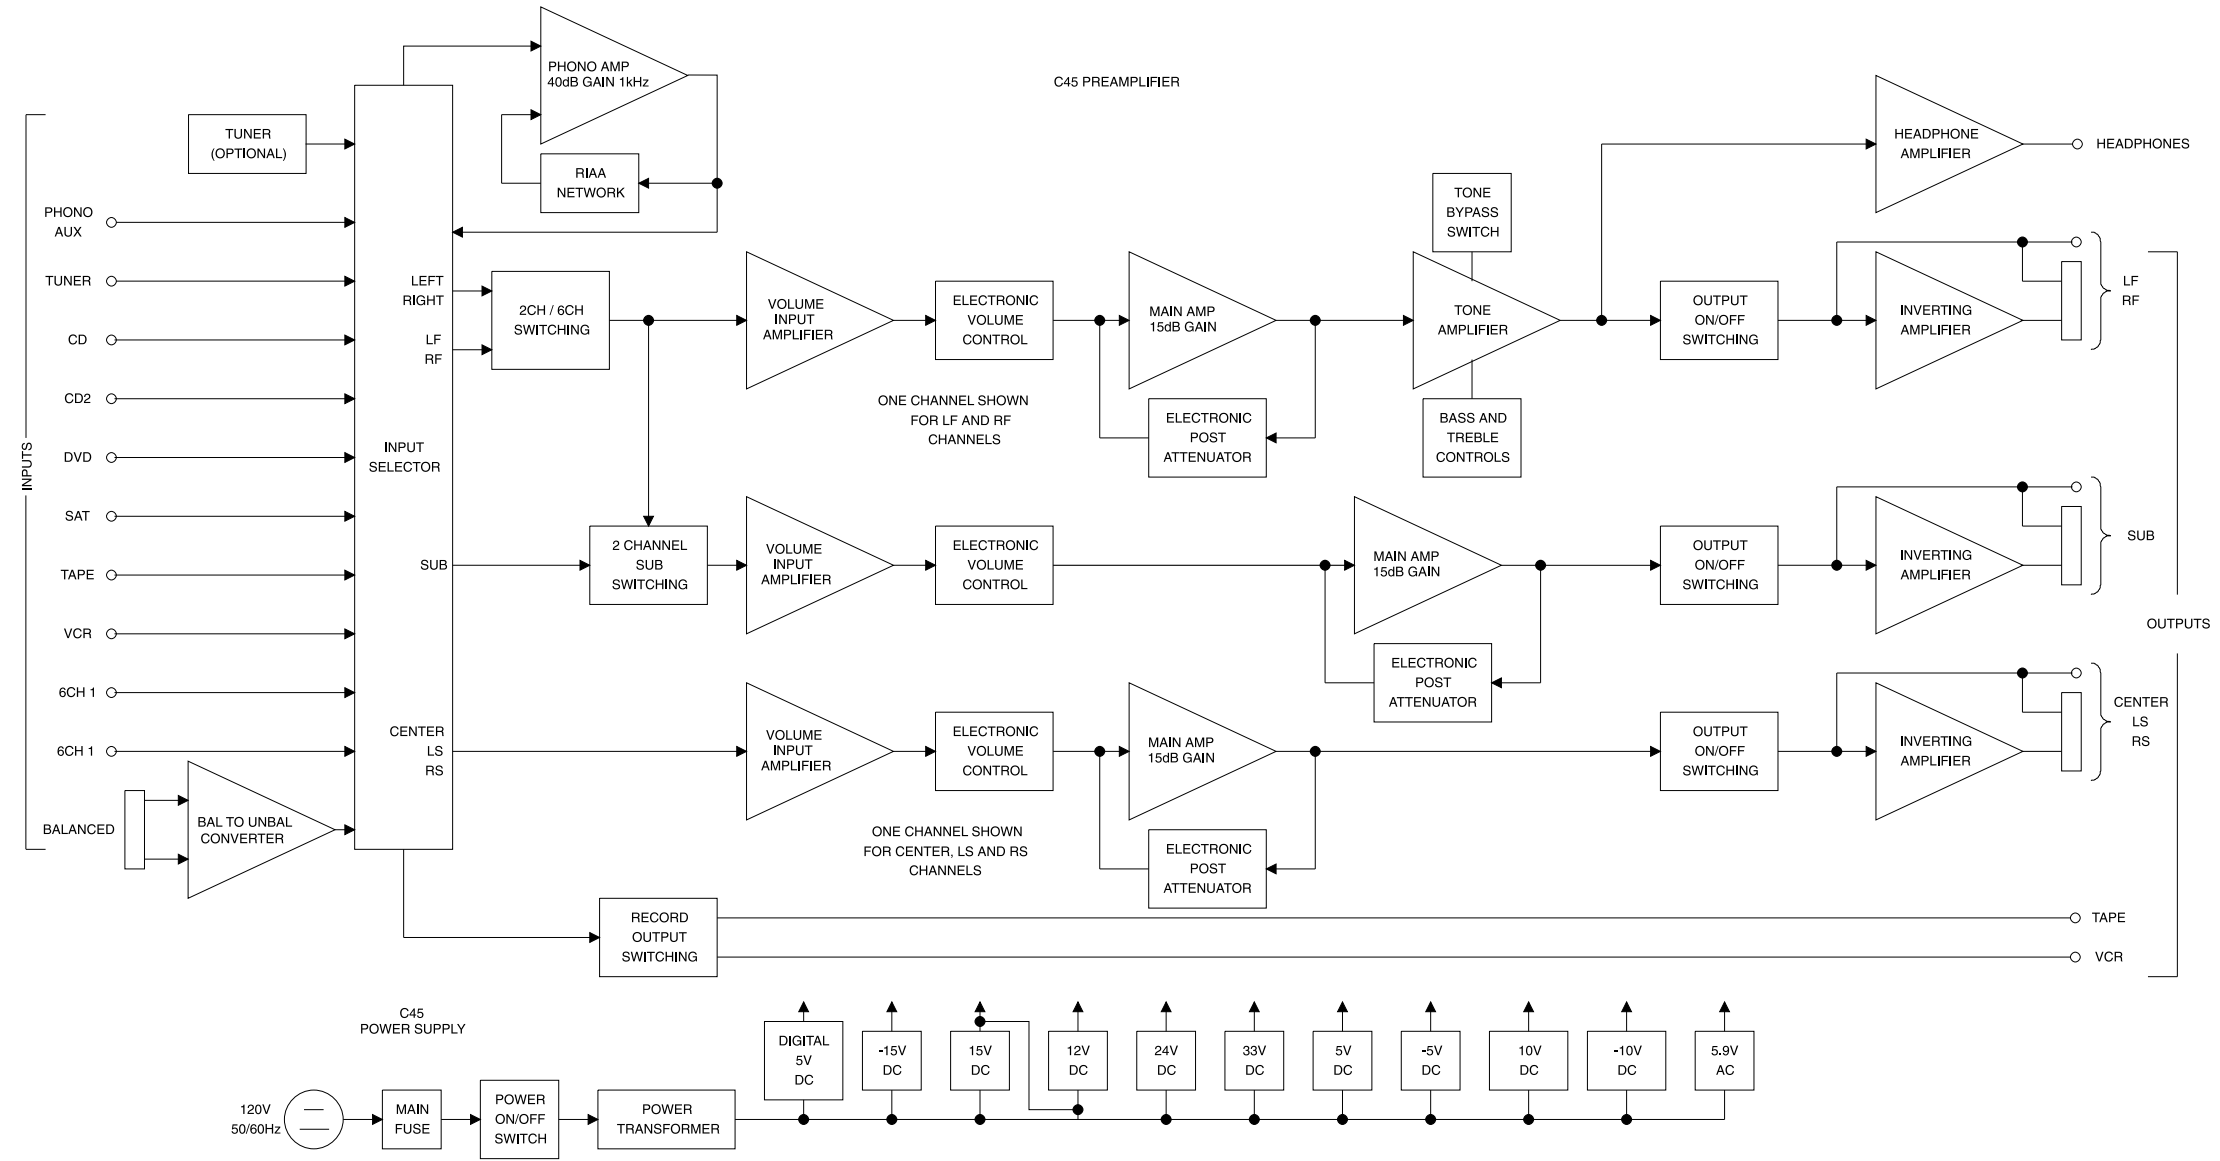 C45 PREAMPLIFIER
INPUTS
TUNER
(OPTIONAL)
PHONO
AUX
TUNER
CD
CD2
DVD
SAT
TAPE
VCR
6CH 1
6CH 1
BALANCED
BAL TO UNBAL
CONVERTER
INPUT
SELECTOR
LEFT
RIGHT
LF
RF
SUB
CENTER
LS
RS
PHONO AMP
40dB GAIN 1kHz
RIAA
NETWORK
2CH / 6CH
SWITCHING
VOLUME
INPUT
AMPLIFIER
ELECTRONIC
VOLUME
CONTROL
ONE CHANNEL SHOWN
FOR LF AND RF
CHANNELS
MAIN AMP
15dB GAIN
ELECTRONIC
POST
ATTENUATOR
TONE
BYPASS
SWITCH
TONE
AMPLIFIER
BASS AND
TREBLE
CONTROLS
HEADPHONE
AMPLIFIER
HEADPHONES
OUTPUT
ON/OFF
SWITCHING
INVERTING
AMPLIFIER
LF
RF
2 CHANNEL
SUB
SWITCHING
VOLUME
INPUT
AMPLIFIER
ELECTRONIC
VOLUME
CONTROL
MAIN AMP
15dB GAIN
ELECTRONIC
POST
ATTENUATOR
OUTPUT
ON/OFF
SWITCHING
INVERTING
AMPLIFIER
SUB
OUTPUTS
VOLUME
INPUT
AMPLIFIER
ELECTRONIC
VOLUME
CONTROL
ONE CHANNEL SHOWN
FOR CENTER, LS AND RS
CHANNELS
MAIN AMP
15dB GAIN
ELECTRONIC
POST
ATTENUATOR
OUTPUT
ON/OFF
SWITCHING
INVERTING
AMPLIFIER
CENTER
LS
RS
RECORD
OUTPUT
SWITCHING
TAPE
VCR
C45
POWER SUPPLY
120V
50/60Hz
MAIN
FUSE
POWER
ON/OFF
SWITCH
POWER
TRANSFORMER
DIGITAL
5V
DC
-15V
DC
15V
DC
12V
DC
24V
DC
33V
DC
5V
DC
-5V
DC
10V
DC
-10V
DC
5.9V
AC